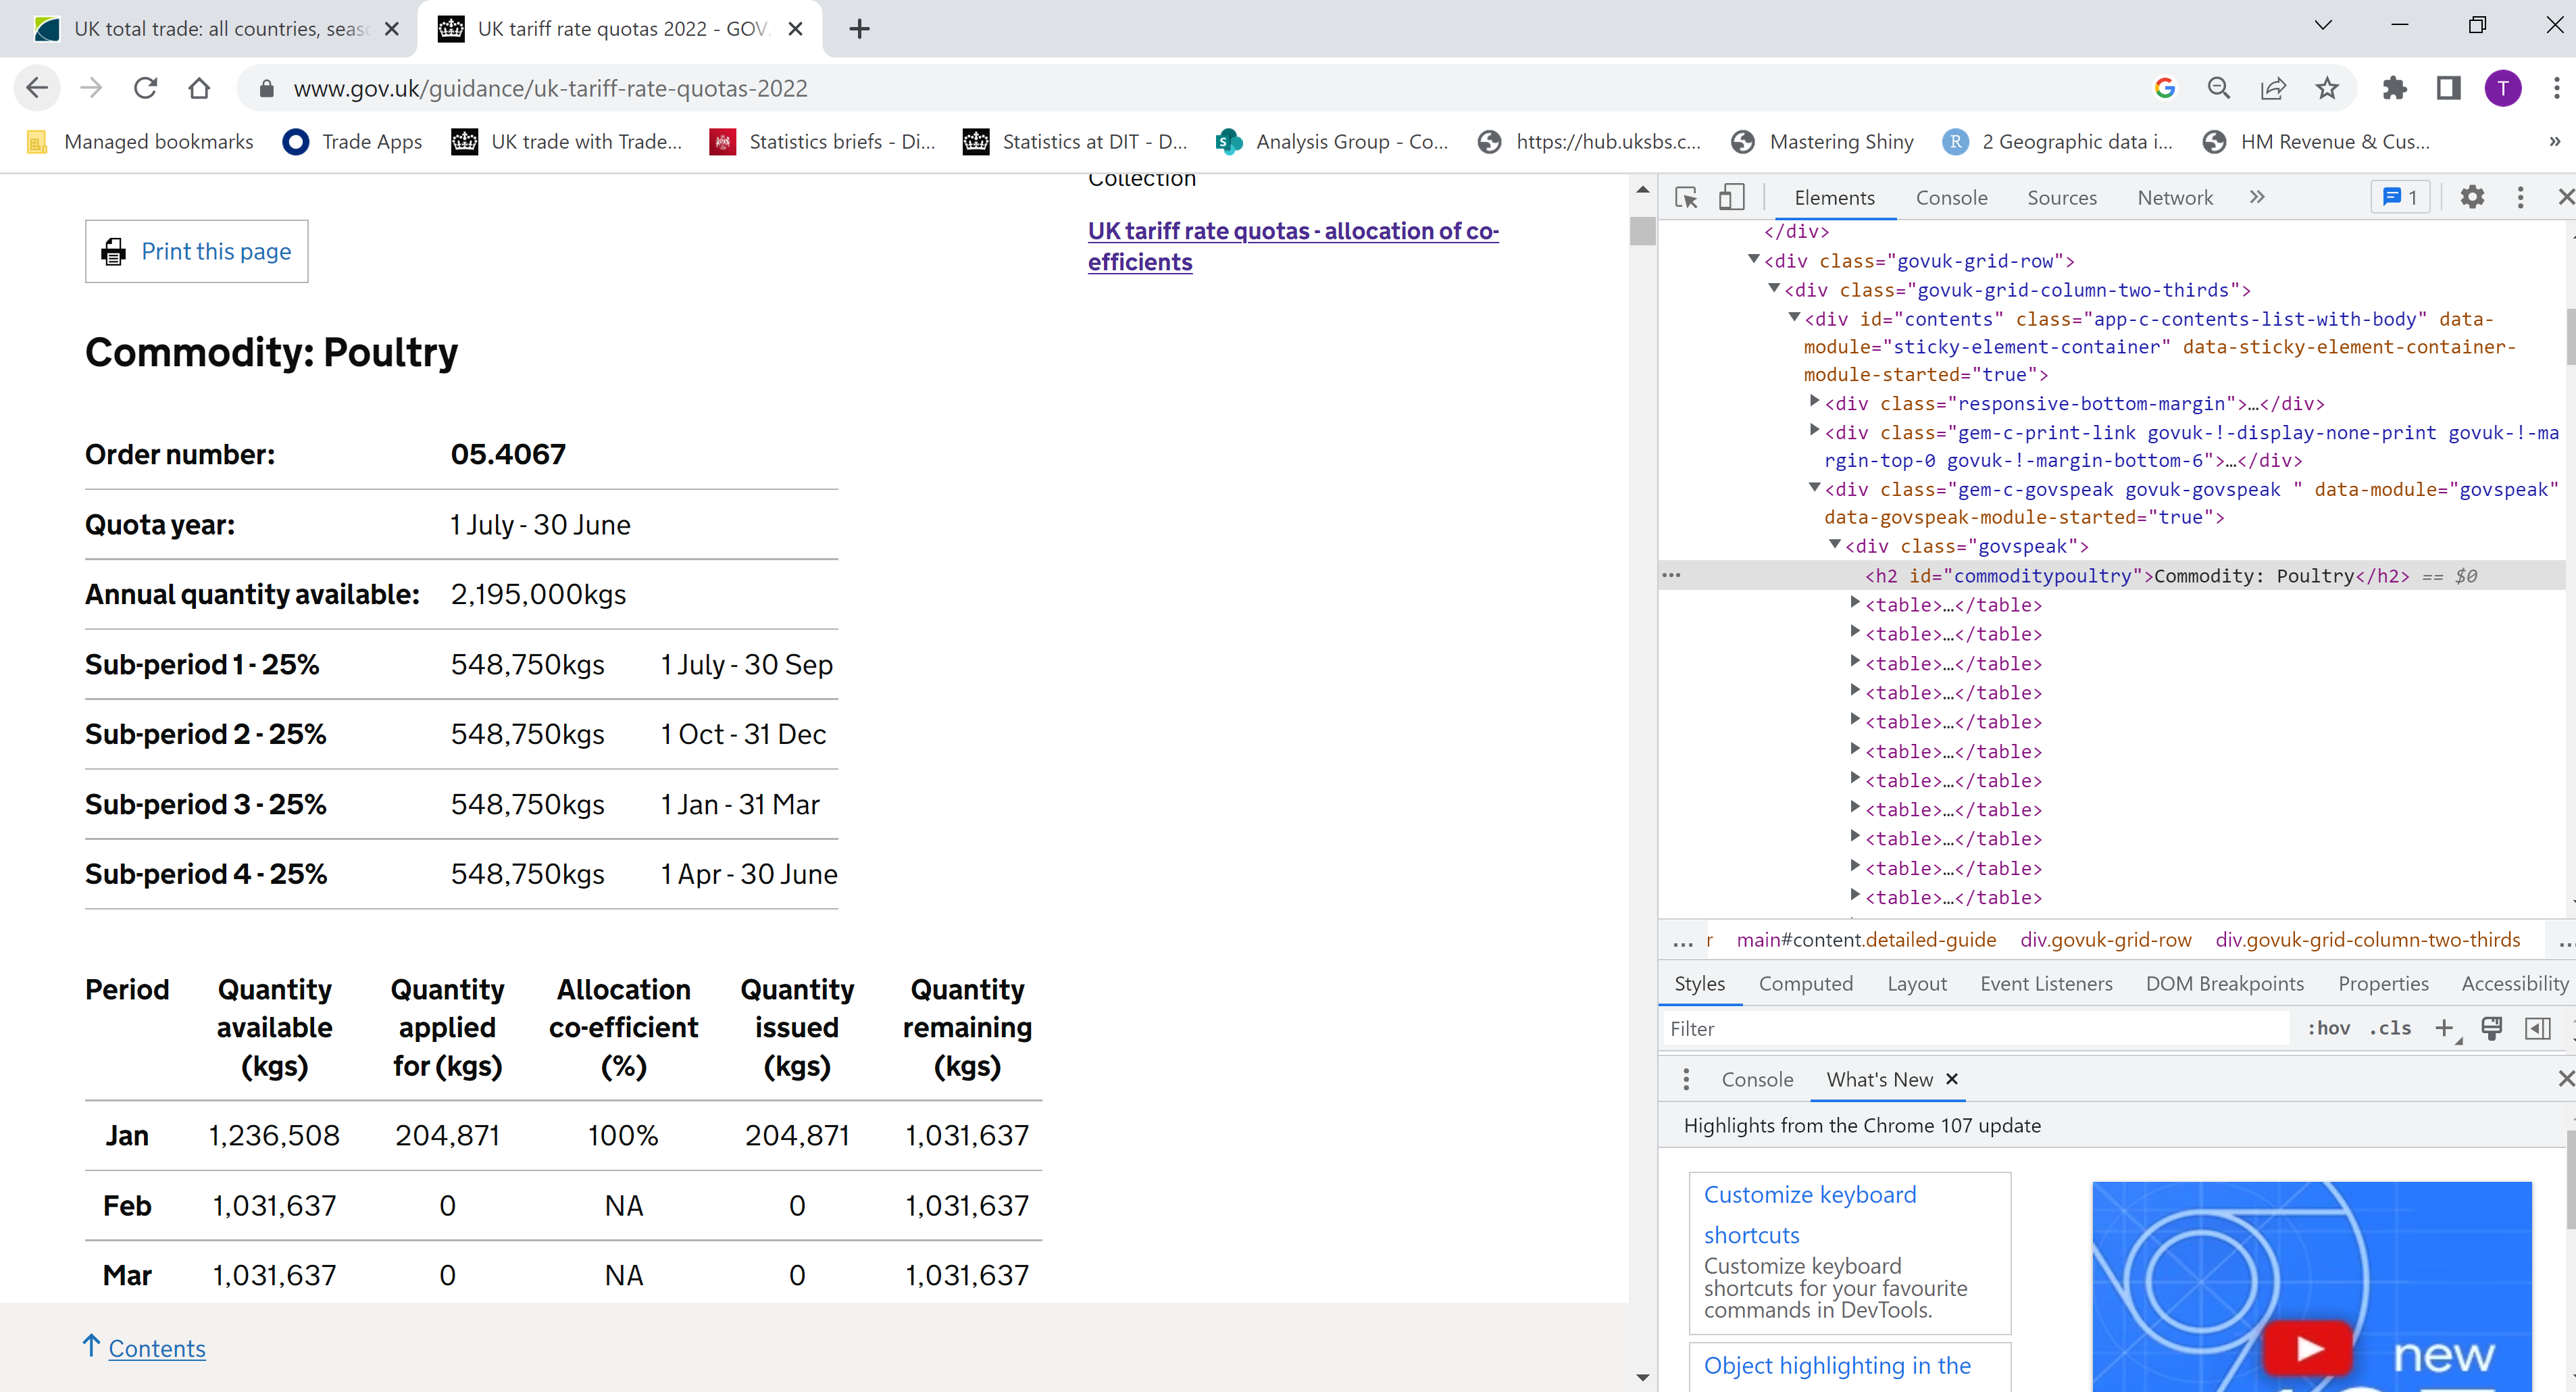 UK total trade: all countries, seas
UK tariff rate quotas 2022 - GOV.
www.gov.uk/guidance/uk-tariff-rate-quotas-2022
T
Managed bookmarks
Trade Apps
UK trade with Trade...
Statistics briefs - Di...
Statistics at DIT - D...
Analysis Group - Co...
https://hub.uksbs.c...
Mastering Shiny
R
2 Geographic data i...
HM Revenue & Cus...
»
Collection
UK tariff rate quotas - allocation of co-
efficients
Print this page
Commodity: Poultry
Order number: 05.4067
Quota year: 1 July - 30 June
Annual quantity available: 2,195,000kgs
Sub-period 1 - 25% 548,750kgs 1 July - 30 Sep
Sub-period 2 - 25% 548,750kgs 1 Oct - 31 Dec
Sub-period 3 - 25% 548,750kgs 1 Jan - 31 Mar
Sub-period 4 - 25% 548,750kgs 1 Apr - 30 June
Period Quantity Quantity Allocation Quantity Quantity
available applied co-efficient issued remaining
(kgs) for (kgs) (%) (kgs) (kgs)
Jan 1,236,508 204,871 100% 204,871 1,031,637
Feb 1,031,637 0 NA 0 1,031,637
Mar 1,031,637 0 NA 0 1,031,637
Contents
Elements Console Sources Network » 1
</div>
<div class="govuk-grid-row">
<div class="govuk-grid-column-two-thirds">
<div id="contents" class="app-c-contents-list-with-body" data-
module="sticky-element-container" data-sticky-element-container-
module-started="true">
<div class="responsive-bottom-margin">…</div>
<div class="gem-c-print-link govuk-!-display-none-print govuk-!-ma
rgin-top-0 govuk-!-margin-bottom-6">…</div>
<div class="gem-c-govspeak govuk-govspeak " data-module="govspeak"
data-govspeak-module-started="true">
<div class="govspeak">
... <h2 id="commoditypoultry">Commodity: Poultry</h2> == $0
<table>…</table>
<table>…</table>
<table>…</table>
<table>…</table>
<table>…</table>
<table>…</table>
<table>…</table>
<table>…</table>
<table>…</table>
<table>…</table>
<table>…</table>
... r main#content.detailed-guide div.govuk-grid-row div.govuk-grid-column-two-thirds ...
Styles Computed Layout Event Listeners DOM Breakpoints Properties Accessibility
Filter :hov .cls +
Console What's New ×
Highlights from the Chrome 107 update
Customize keyboard
shortcuts
Customize keyboard
shortcuts for your favourite
commands in DevTools.
Object highlighting in the
new